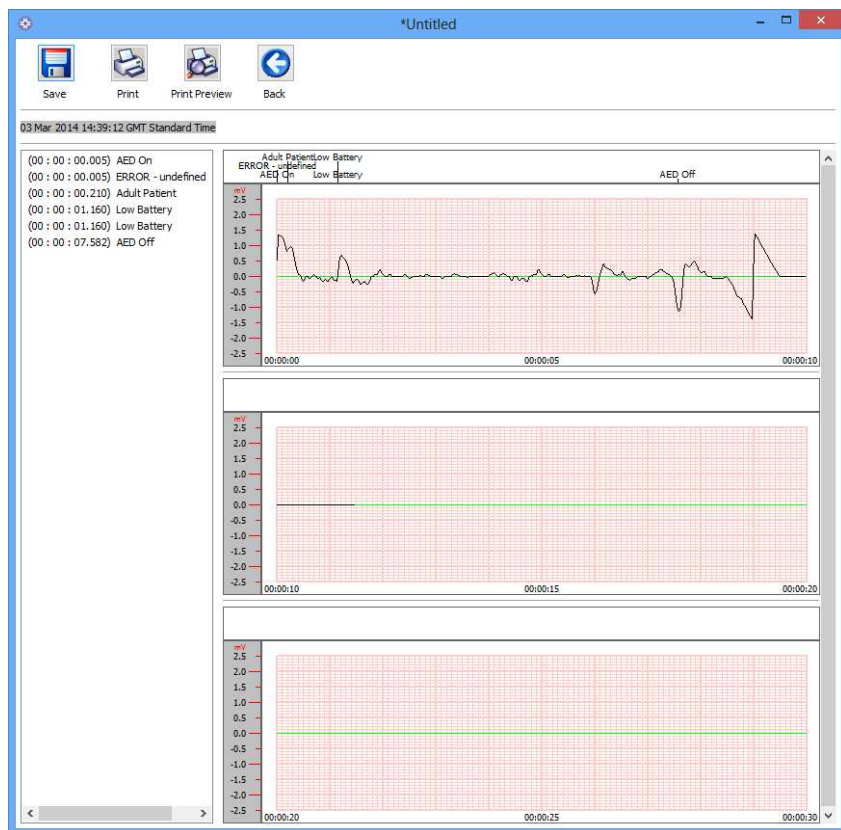 *Untitled
Save Print Print Preview Back
03 Mar 2014 14:39:12 GMT Standard Time
(00 : 00 : 00.005) AED On
(00 : 00 : 00.005) ERROR - undefined
(00 : 00 : 00.210) Adult Patient
(00 : 00 : 01.160) Low Battery
(00 : 00 : 01.160) Low Battery
(00 : 00 : 07.582) AED Off
Adult Patient Low Battery
ERROR - undefined
AED On Low Battery AED Off
mV
2.5
2.0
1.5
1.0
0.5
0.0
-0.5
-1.0
-1.5
-2.0
-2.5
00:00:00 00:00:05 00:00:10
mV
2.5
2.0
1.5
1.0
0.5
0.0
-0.5
-1.0
-1.5
-2.0
-2.5
00:00:10 00:00:15 00:00:20
mV
2.5
2.0
1.5
1.0
0.5
0.0
-0.5
-1.0
-1.5
-2.0
-2.5
00:00:20 00:00:25 00:00:30